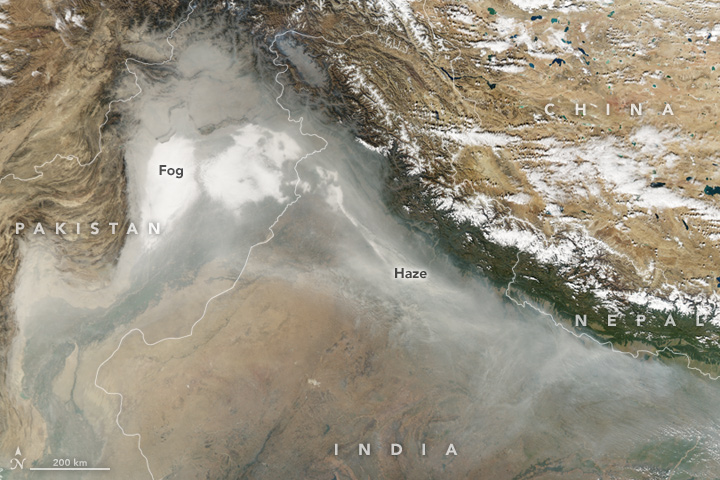 CHINA
Fog
PAKISTAN
Haze
NEPAL
INDIA
N
200 km